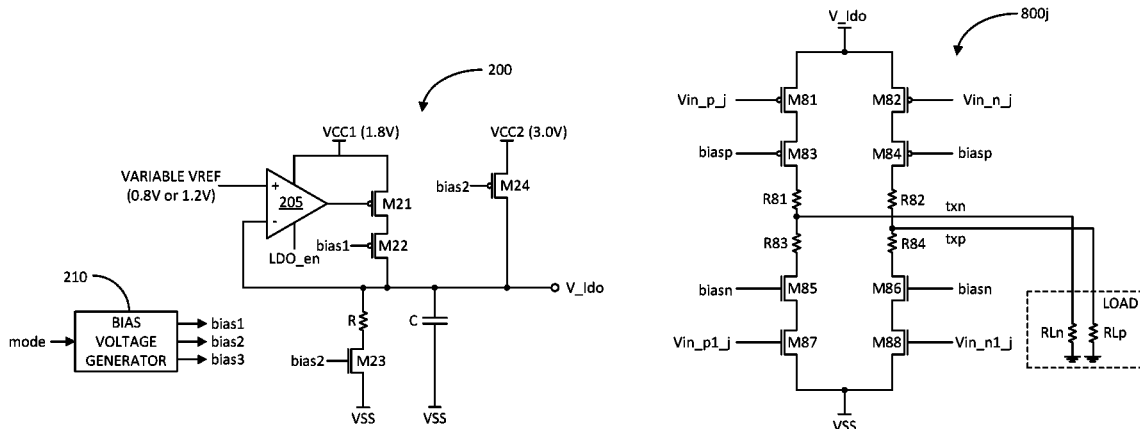 200
VCC1 (1.8V)
VCC2 (3.0V)
VARIABLE VREF
(0.8V or 1.2V)
+
205
-
LDO_en
M21
bias1
M22
bias2
M24
V_ldo
R
C
bias2
M23
VSS
VSS
210
mode
BIAS
VOLTAGE
GENERATOR
bias1
bias2
bias3
V_ldo
800j
Vin_p_j
M81
M82
Vin_n_j
biasp
M83
M84
biasp
R81
R82
txn
R83
R84
txp
biasn
M85
M86
biasn
Vin_p1_j
M87
M88
Vin_n1_j
VSS
LOAD
RLn
RLp